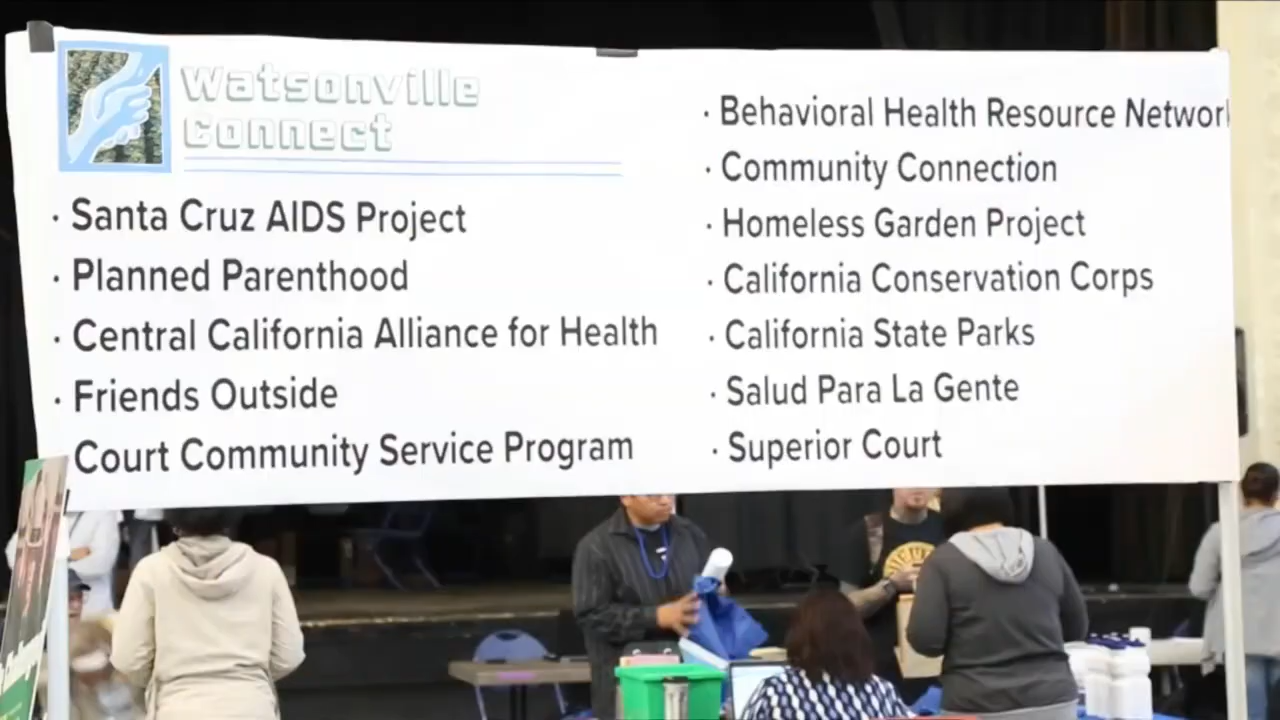 Watsonville
Connect
· Santa Cruz AIDS Project
· Planned Parenthood
· Central California Alliance for Health
· Friends Outside
· Court Community Service Program
· Behavioral Health Resource Network
· Community Connection
· Homeless Garden Project
· California Conservation Corps
· California State Parks
· Salud Para La Gente
· Superior Court